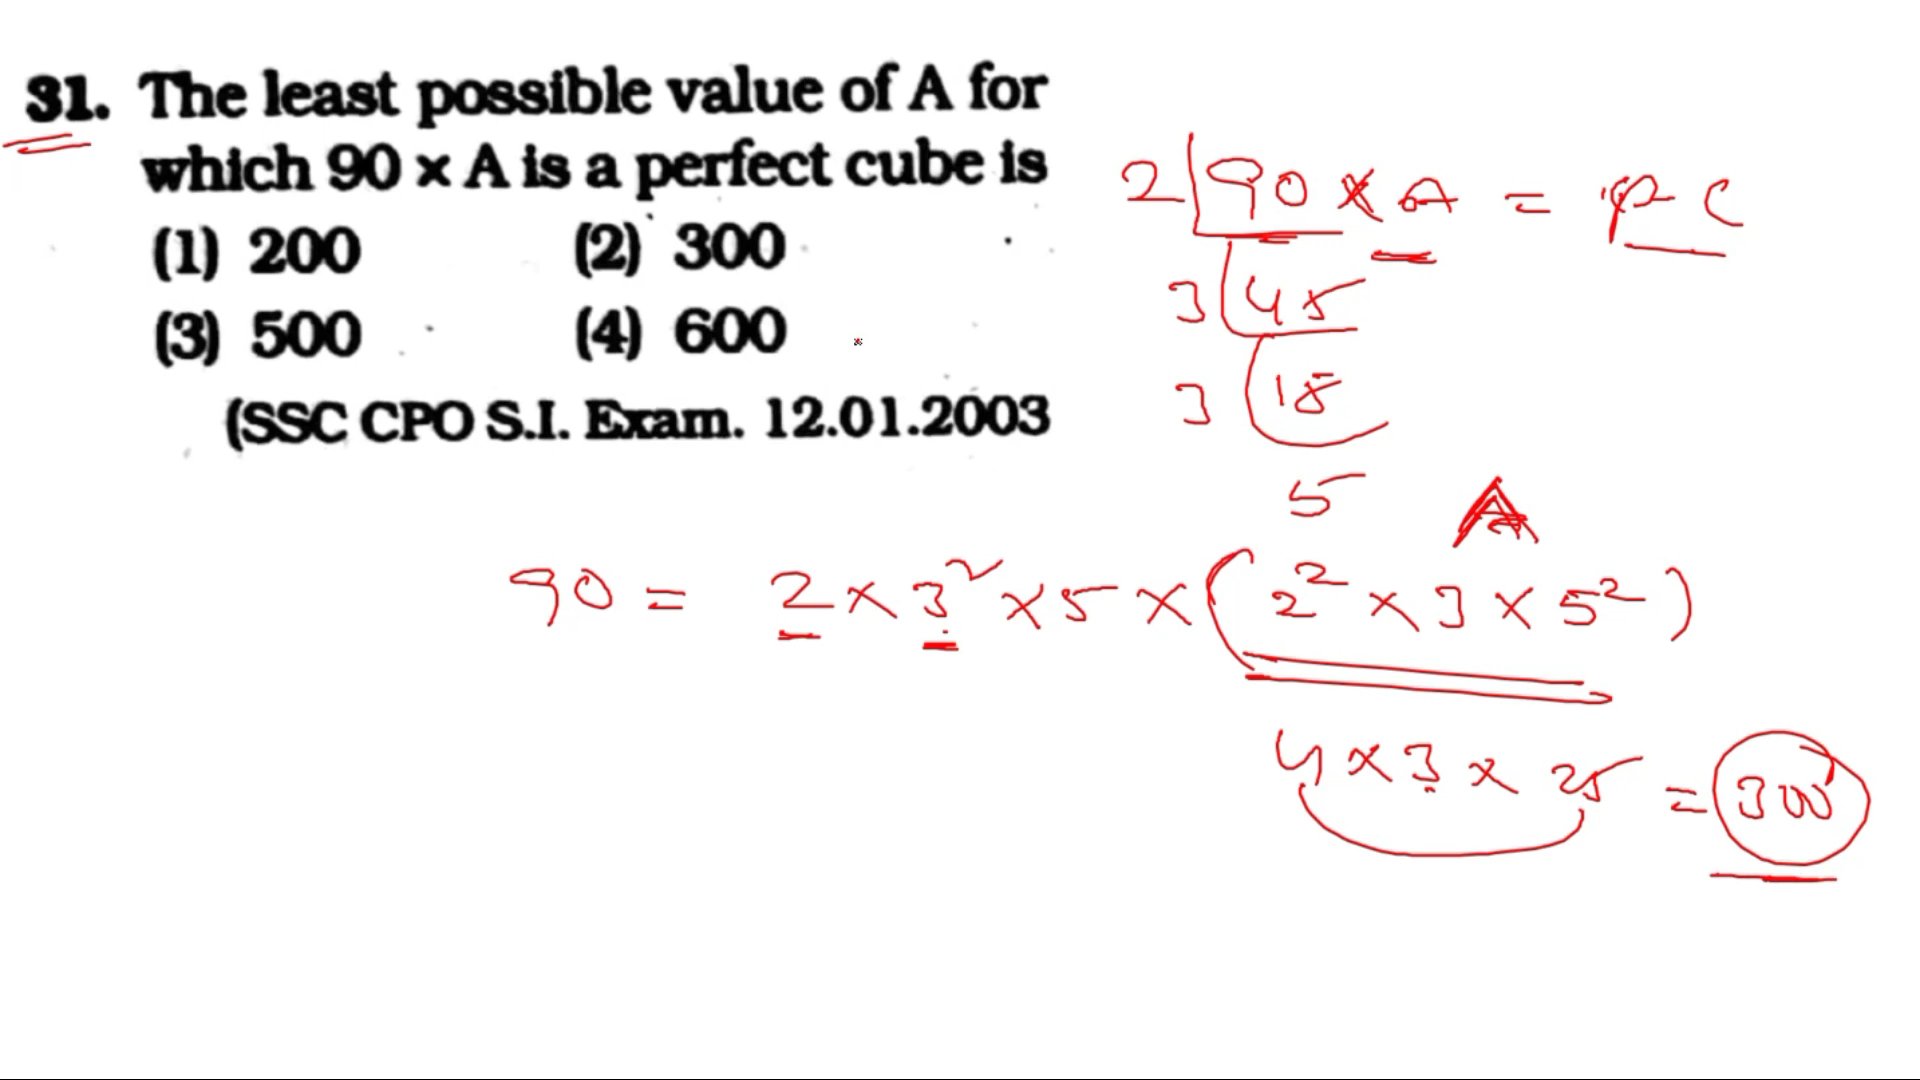 31. The least possible value of A for
which 90 × A is a perfect cube is
(1) 200 (2) 300
(3) 500 (4) 600
(SSC CPO S.I. Exam. 12.01.2003
2 | 90 × A = PC
3 | 45
3 | 15
5
A
90 = 2 × 3² × 5 × (2² × 3 × 5²)
4 × 3 × 25 = 300